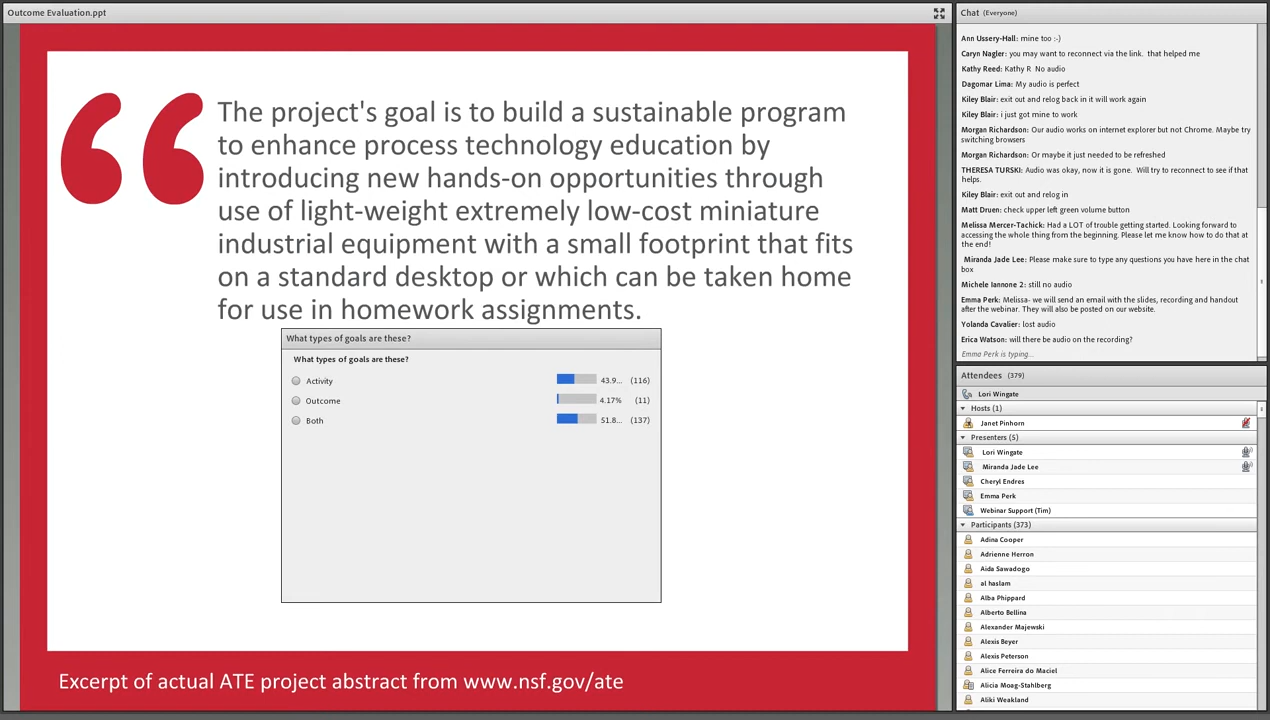 Outcome Evaluation.ppt
The project's goal is to build a sustainable program
to enhance process technology education by
introducing new hands-on opportunities through
use of light-weight extremely low-cost miniature
industrial equipment with a small footprint that fits
on a standard desktop or which can be taken home
for use in homework assignments.
What types of goals are these?
What types of goals are these?
Activity 43.9... (116)
Outcome 4.17% (11)
Both 51.8... (137)
Excerpt of actual ATE project abstract from www.nsf.gov/ate
Chat (Everyone)
Ann Ussery-Hall: mine too :-)
Caryn Nagler: you may want to reconnect via the link. that helped me
Kathy Reed: Kathy R No audio
Dagomar Lima: My audio is perfect
Kiley Blair: exit out and relog back in it will work again
Kiley Blair: i just got mine to work
Morgan Richardson: Our audio works on internet explorer but not Chrome. Maybe try
switching browsers
Morgan Richardson: Or maybe it just needed to be refreshed
THERESA TURSKI: Audio was okay, now it is gone. Will try to reconnect to see if that
helps.
Kiley Blair: exit out and relog in
Matt Druen: check upper left green volume button
Melissa Mercer-Tachick: Had a LOT of trouble getting started. Looking forward to
accessing the whole thing from the beginning. Please let me know how to do that at
the end!
Miranda Jade Lee: Please make sure to type any questions you have here in the chat
box
Michele Iannone 2: still no audio
Emma Perk: Melissa- we will send an email with the slides, recording and handout
after the webinar. They will also be posted on our website.
Yolanda Cavalier: lost audio
Erica Watson: will there be audio on the recording?
Emma Perk is typing...
Attendees (379)
Lori Wingate
Hosts (1)
Janet Pinhorn
Presenters (5)
Lori Wingate
Miranda Jade Lee
Cheryl Endres
Emma Perk
Webinar Support (Tim)
Participants (373)
Adina Cooper
Adrienne Herron
Aida Sawadogo
al haslam
Alba Phippard
Alberto Bellina
Alexander Majewski
Alexis Beyer
Alexis Peterson
Alice Ferreira do Maciel
Alicia Moag-Stahlberg
Aliki Weakland